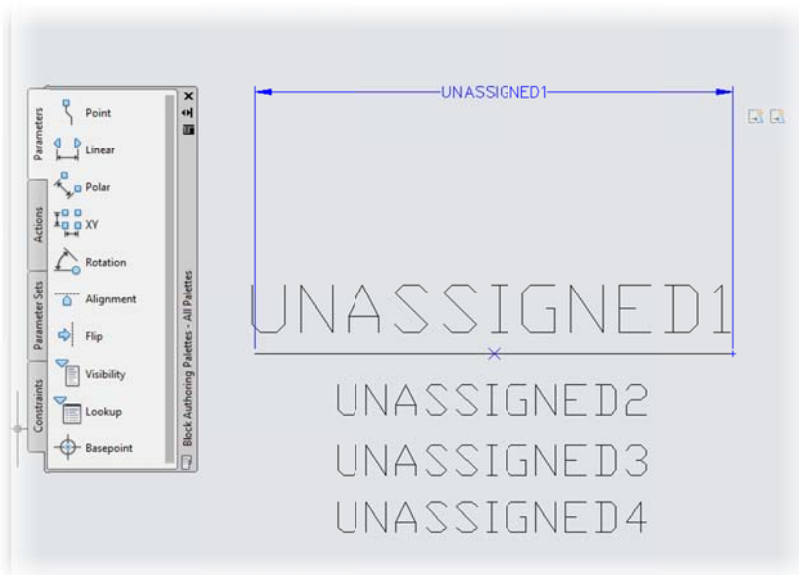 Parameters
Actions
Parameter Sets
Constraints
Point
Linear
Polar
XY
Rotation
Alignment
Flip
Visibility
Lookup
Basepoint
Block Authoring Palettes - All Palettes
UNASSIGNED1
UNASSIGNED1
UNASSIGNED2
UNASSIGNED3
UNASSIGNED4